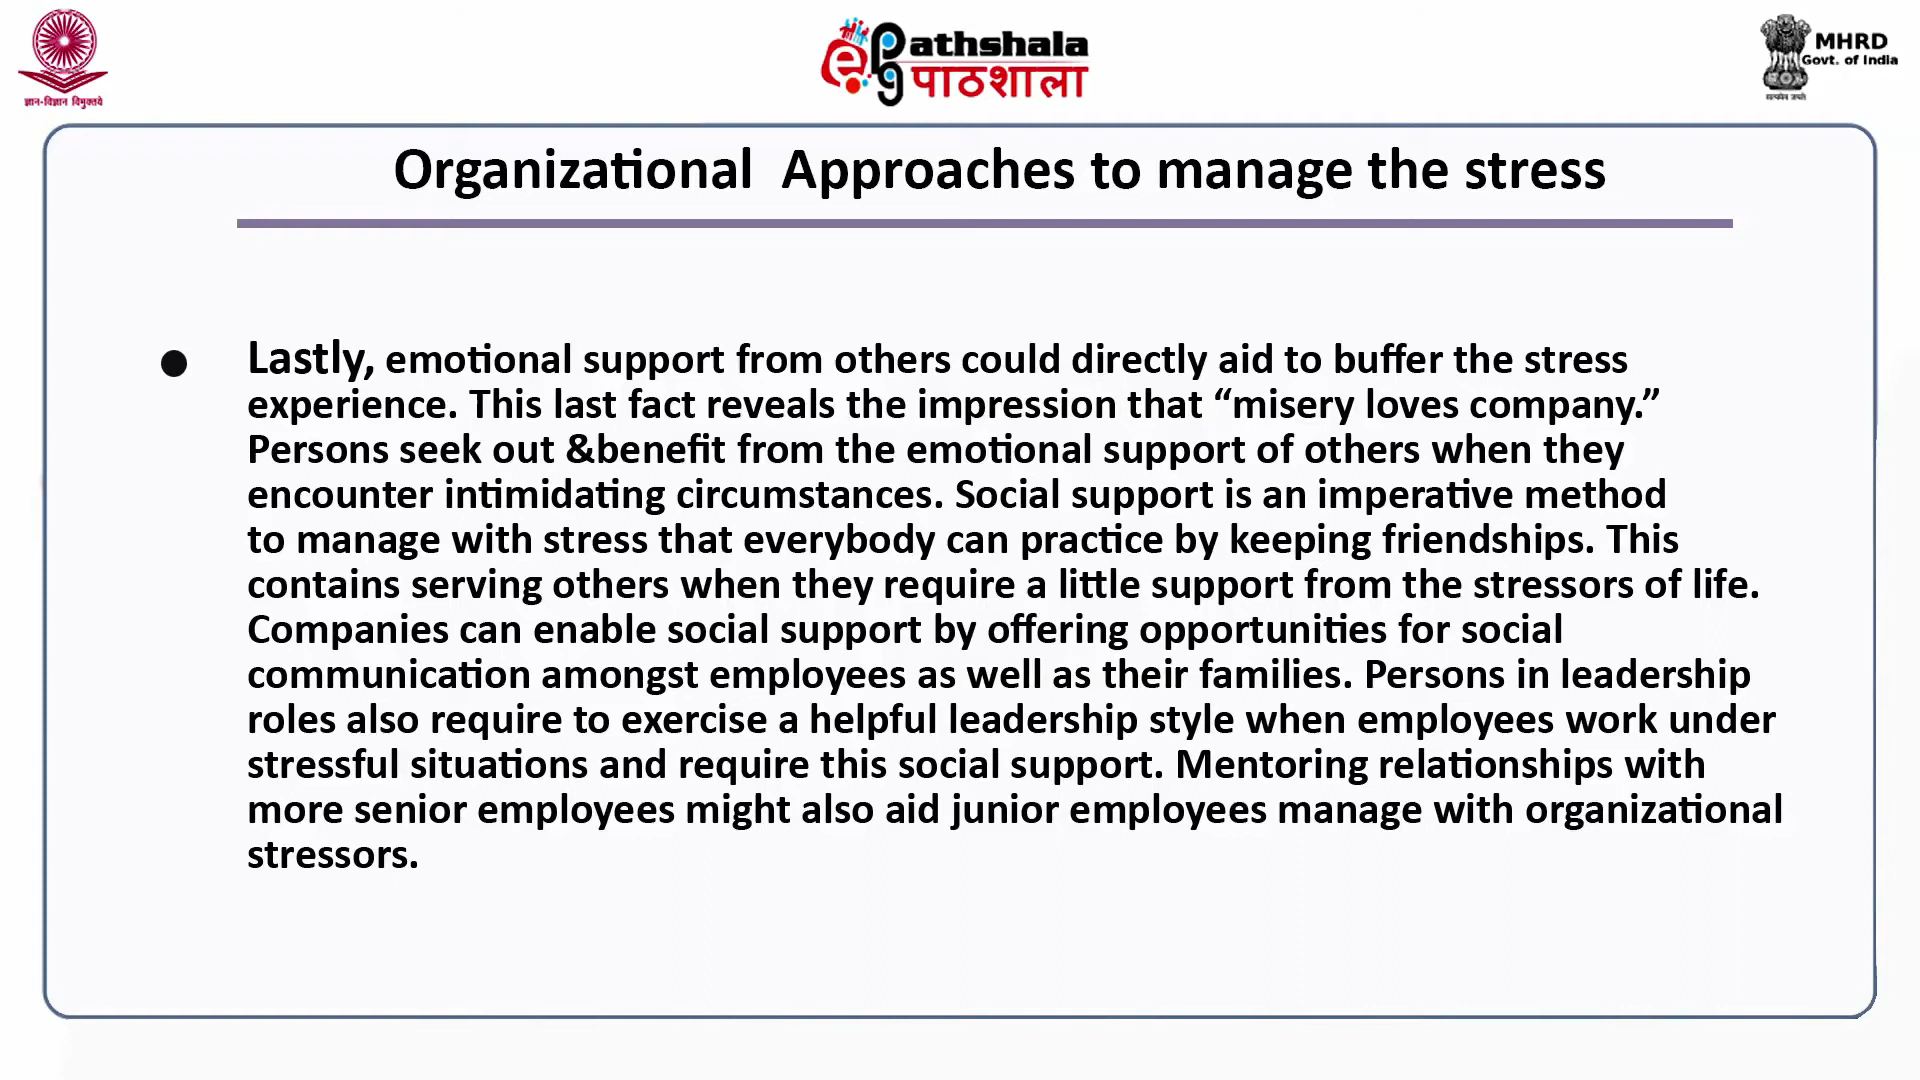 ज्ञान-विज्ञान विमुक्तये
e pg Pathshala
पाठशाला
MHRD
Govt. of India
सत्यमेव जयते
Organizational  Approaches to manage the stress
● Lastly, emotional support from others could directly aid to buffer the stress
experience. This last fact reveals the impression that “misery loves company.”
Persons seek out &benefit from the emotional support of others when they
encounter intimidating circumstances. Social support is an imperative method
to manage with stress that everybody can practice by keeping friendships. This
contains serving others when they require a little support from the stressors of life.
Companies can enable social support by offering opportunities for social
communication amongst employees as well as their families. Persons in leadership
roles also require to exercise a helpful leadership style when employees work under
stressful situations and require this social support. Mentoring relationships with
more senior employees might also aid junior employees manage with organizational
stressors.